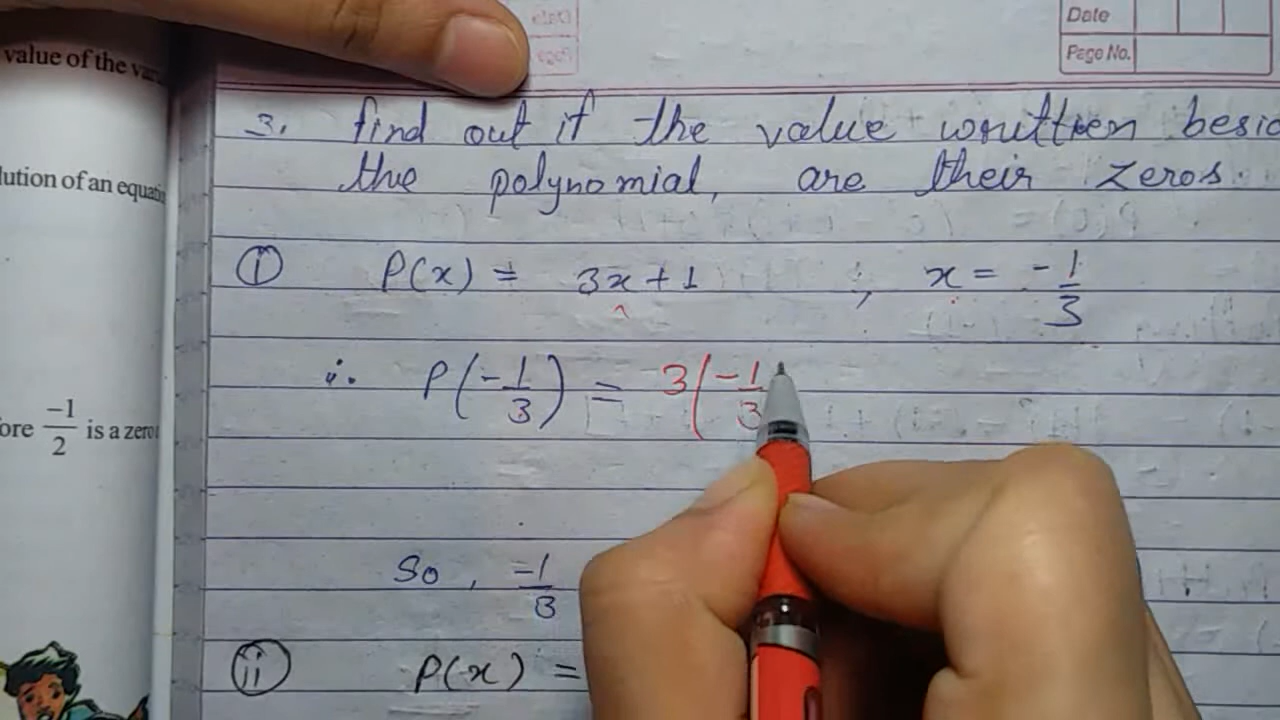 Date
Page No.
value of the
lution of an equatio
ore -1/2 is a zero
3. find out if the value written besid
the polynomial, are their zeros.
(i) P(x) = 3x+1 ; x = -1/3
∴ P(-1/3) = 3(-1/3
So, -1/3
(ii) P(x) =